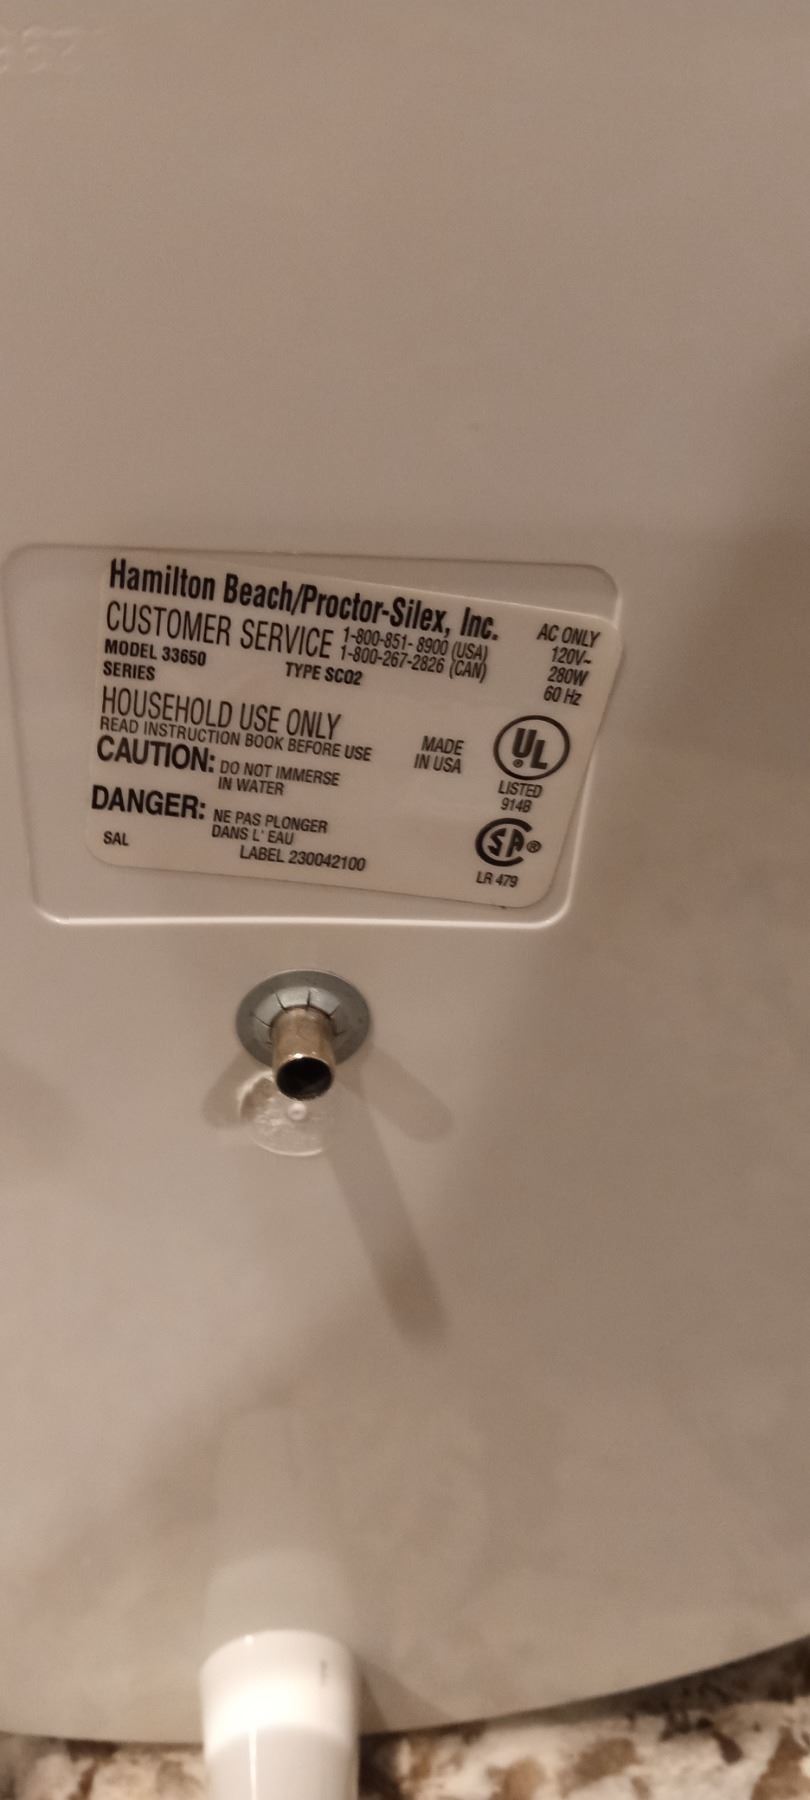 Hamilton Beach/Proctor-Silex, Inc.
CUSTOMER SERVICE 1-800-851-8900 (USA)
1-800-267-2826 (CAN)
MODEL 33650
TYPE SC02
SERIES
AC ONLY
120V~
280W
60 Hz
HOUSEHOLD USE ONLY
READ INSTRUCTION BOOK BEFORE USE
MADE
IN USA
CAUTION: DO NOT IMMERSE
IN WATER
UL
LISTED
914B
DANGER: NE PAS PLONGER
DANS L' EAU
SA®
LR 479
SAL
LABEL 230042100